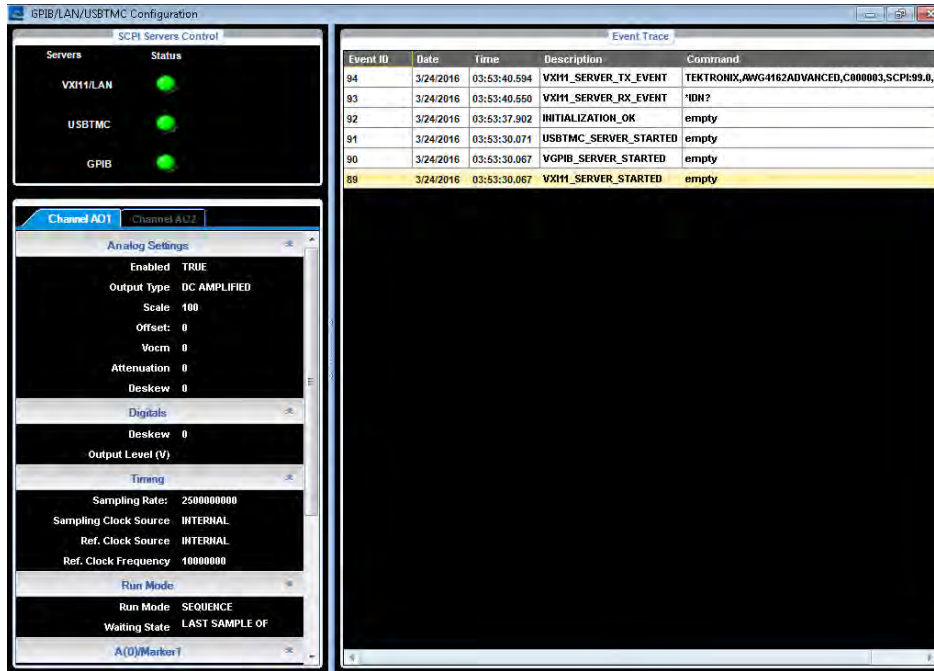 GPIB/LAN/USBTMC Configuration
SCPI Servers Control
Servers Status
VXI11/LAN
USBTMC
GPIB
Channel AO1 Channel AO2
Analog Settings
Enabled TRUE
Output Type DC AMPLIFIED
Scale 100
Offset: 0
Vocm 0
Attenuation 0
Deskew 0
Digitals
Deskew 0
Output Level (V)
Timing
Sampling Rate: 2500000000
Sampling Clock Source INTERNAL
Ref. Clock Source INTERNAL
Ref. Clock Frequency 10000000
Run Mode
Run Mode SEQUENCE
Waiting State LAST SAMPLE OF
A(0)/Marker1
Event Trace
Event ID Date Time Description Command
94 3/24/2016 03:53:40.594 VXI11_SERVER_TX_EVENT TEKTRONIX,AWG4162ADVANCED,C000003,SCPI:99.0,
93 3/24/2016 03:53:40.550 VXI11_SERVER_RX_EVENT *IDN?
92 3/24/2016 03:53:37.902 INITIALIZATION_OK empty
91 3/24/2016 03:53:30.071 USBTMC_SERVER_STARTED empty
90 3/24/2016 03:53:30.067 VGPIB_SERVER_STARTED empty
89 3/24/2016 03:53:30.067 VXI11_SERVER_STARTED empty